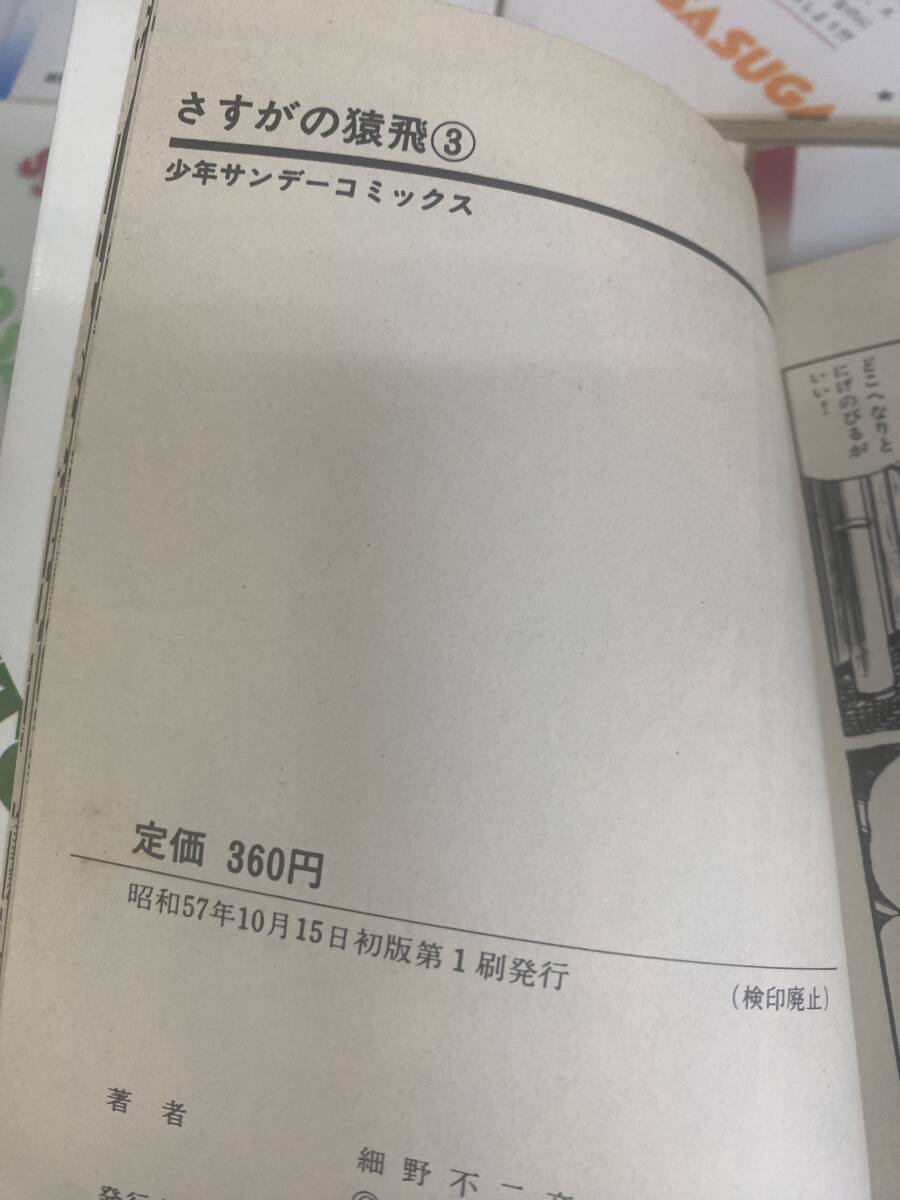 さすがの猿飛③
少年サンデーコミックス
定価 360円
昭和57年10月15日初版第1刷発行
(検印廃止)
著者
細野不二彦
発行
©
どこへなりと
にげのびるが
いい!
ASUGA